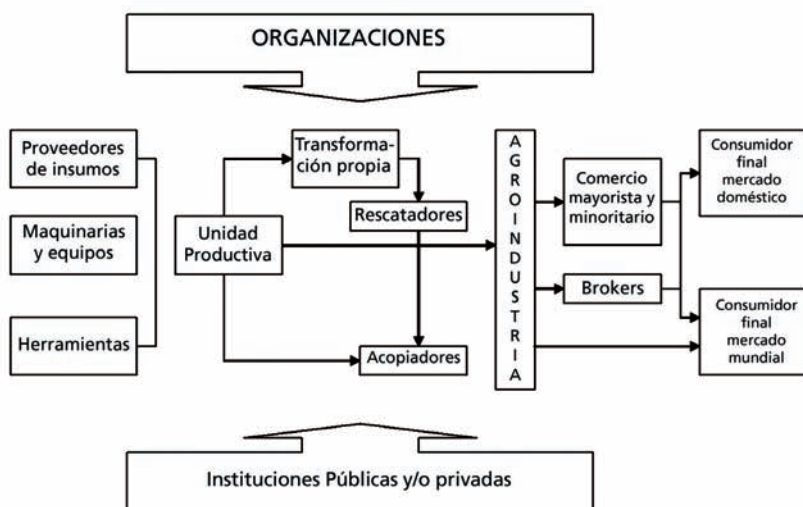 ORGANIZACIONES
Proveedores
de insumos
Maquinarias
y equipos
Herramientas
Unidad
Productiva
Transforma-
ción propia
Rescatadores
Acopiadores
A
G
R
O
I
N
D
U
S
T
R
I
A
Comercio
mayorista y
minoritario
Brokers
Consumidor
final
mercado
doméstico
Consumidor
final
mercado
mundial
Instituciones Públicas y/o privadas